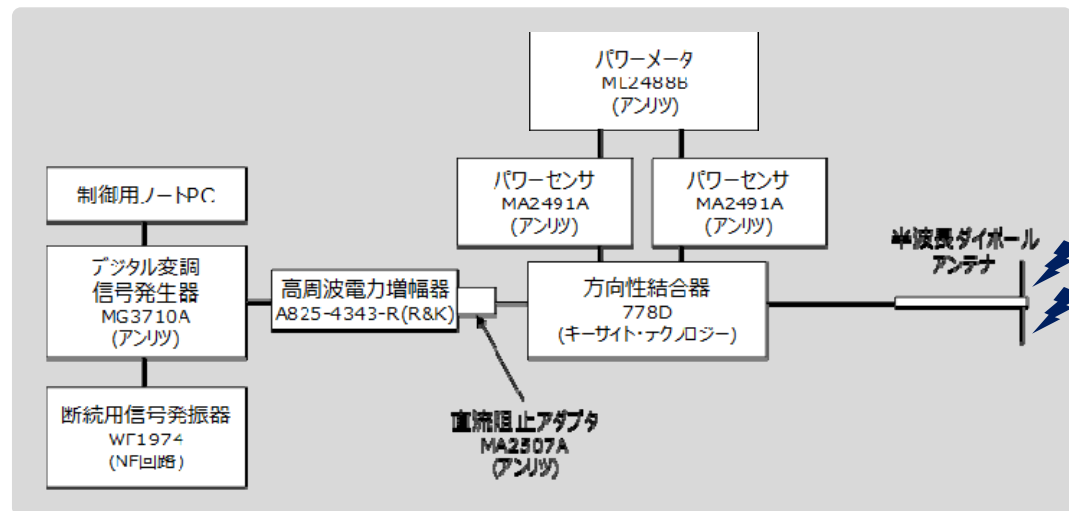 パワーメータ
ML2488B
(アンリツ)
パワーセンサ
MA2491A
(アンリツ)
パワーセンサ
MA2491A
(アンリツ)
制御用ノートPC
デジタル変調
信号発生器
MG3710A
(アンリツ)
高周波電力増幅器
A825-4343-R(R&K)
方向性結合器
778D
(キーサイト・テクノロジー)
半波長ダイポール
アンテナ
断続用信号発振器
WF1974
(NF回路)
直流阻止アダプタ
MA2507A
(アンリツ)